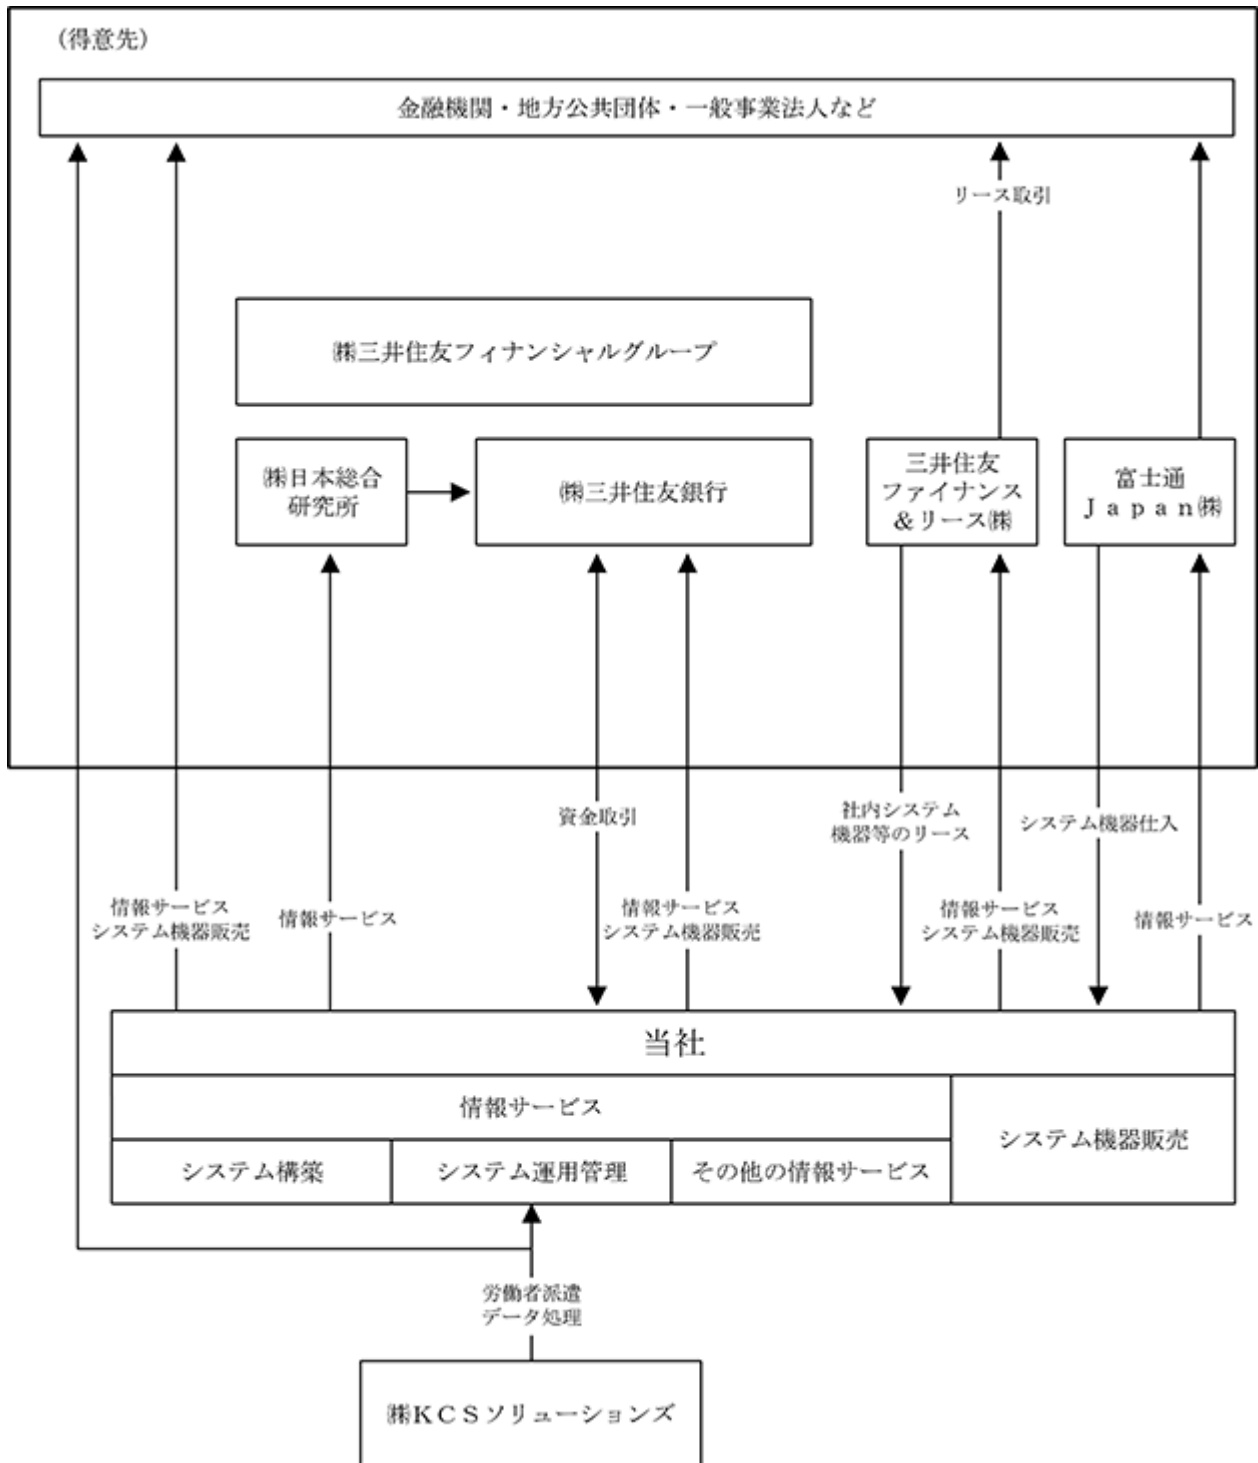 (得意先)
金融機関・地方公共団体・一般事業法人など
リース取引
㈱三井住友フィナンシャルグループ
㈱日本総合
研究所
㈱三井住友銀行
三井住友
ファイナンス
&リース㈱
富士通
Japan㈱
資金取引
社内システム
機器等のリース
システム機器仕入
情報サービス
システム機器販売
情報サービス
情報サービス
システム機器販売
情報サービス
システム機器販売
情報サービス
当社
情報サービス
システム機器販売
システム構築
システム運用管理
その他の情報サービス
労働者派遣
データ処理
㈱KCSソリューションズ